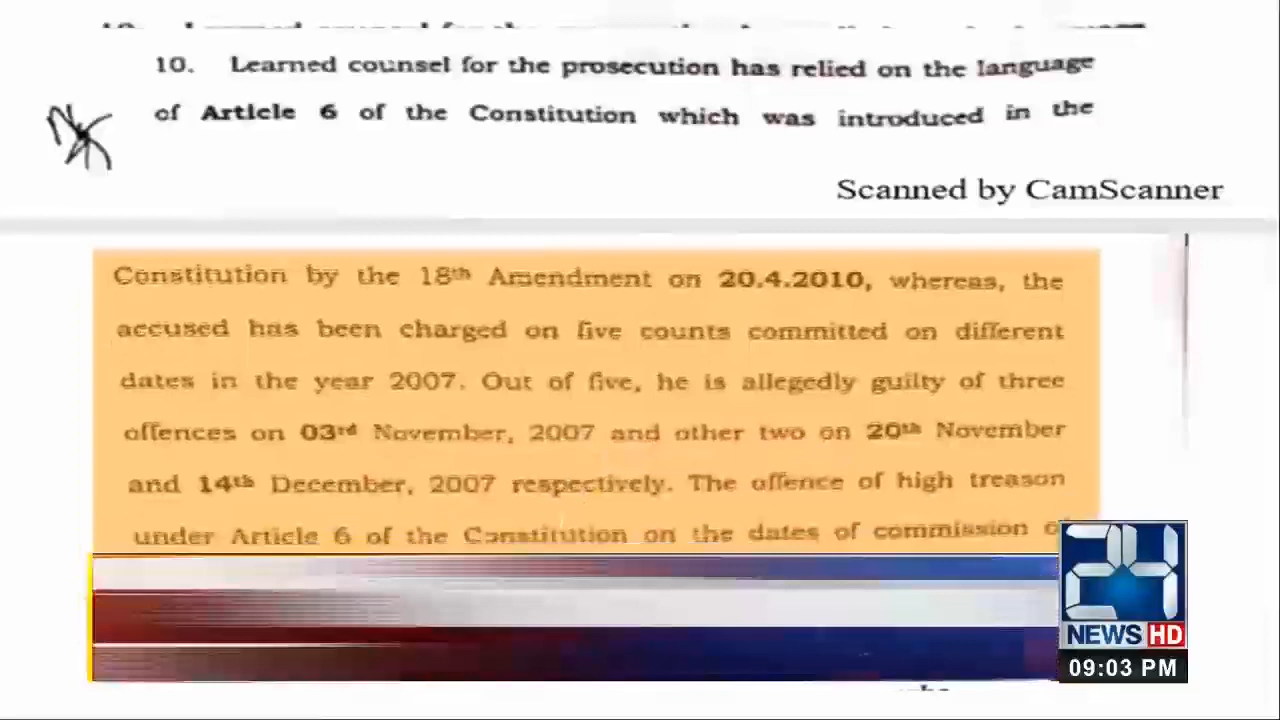 10. Learned counsel for the prosecution has relied on the language
of Article 6 of the Constitution which was introduced in the
Scanned by CamScanner
Constitution by the 18th Amendment on 20.4.2010, whereas, the
accused has been charged on five counts committed on different
dates in the year 2007. Out of five, he is allegedly guilty of three
offences on 03rd November, 2007 and other two on 20th November
and 14th December, 2007 respectively. The offence of high treason
under Article 6 of the Constitution on the dates of commission of
24
NEWS HD
09:03 PM